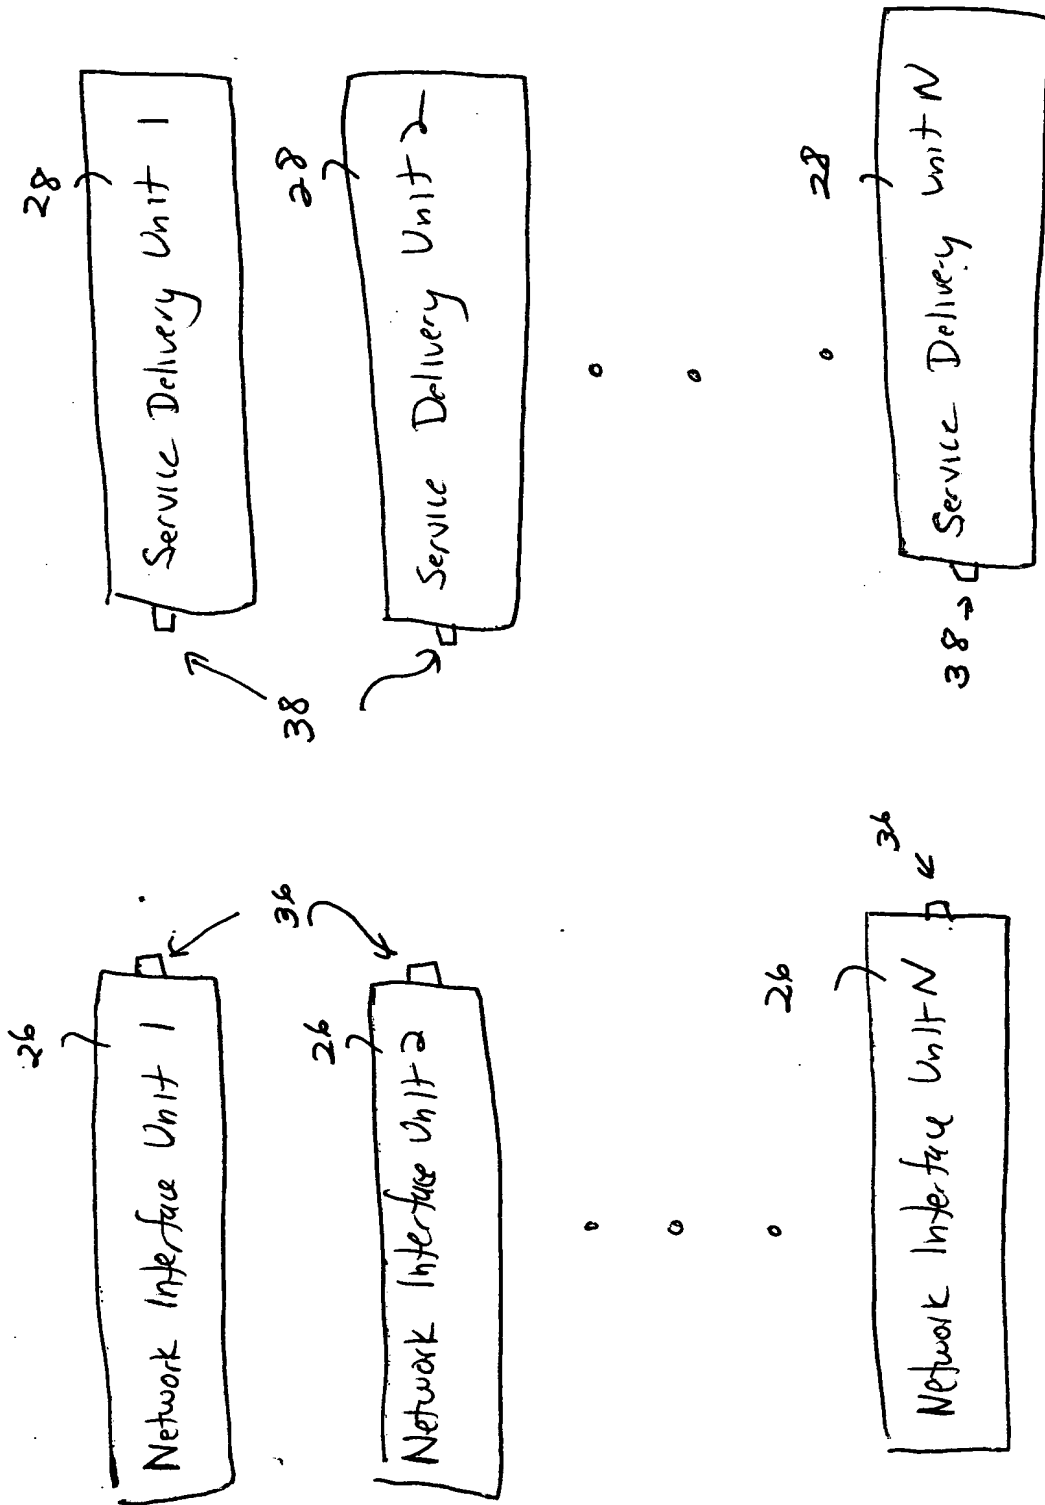 26
28
Network Interface Unit 1
Service Delivery Unit 1
36
38
26
28
Network Interface Unit 2
Service Delivery Unit 2
26
28
Network Interface Unit N
36
38
Service Delivery Unit N